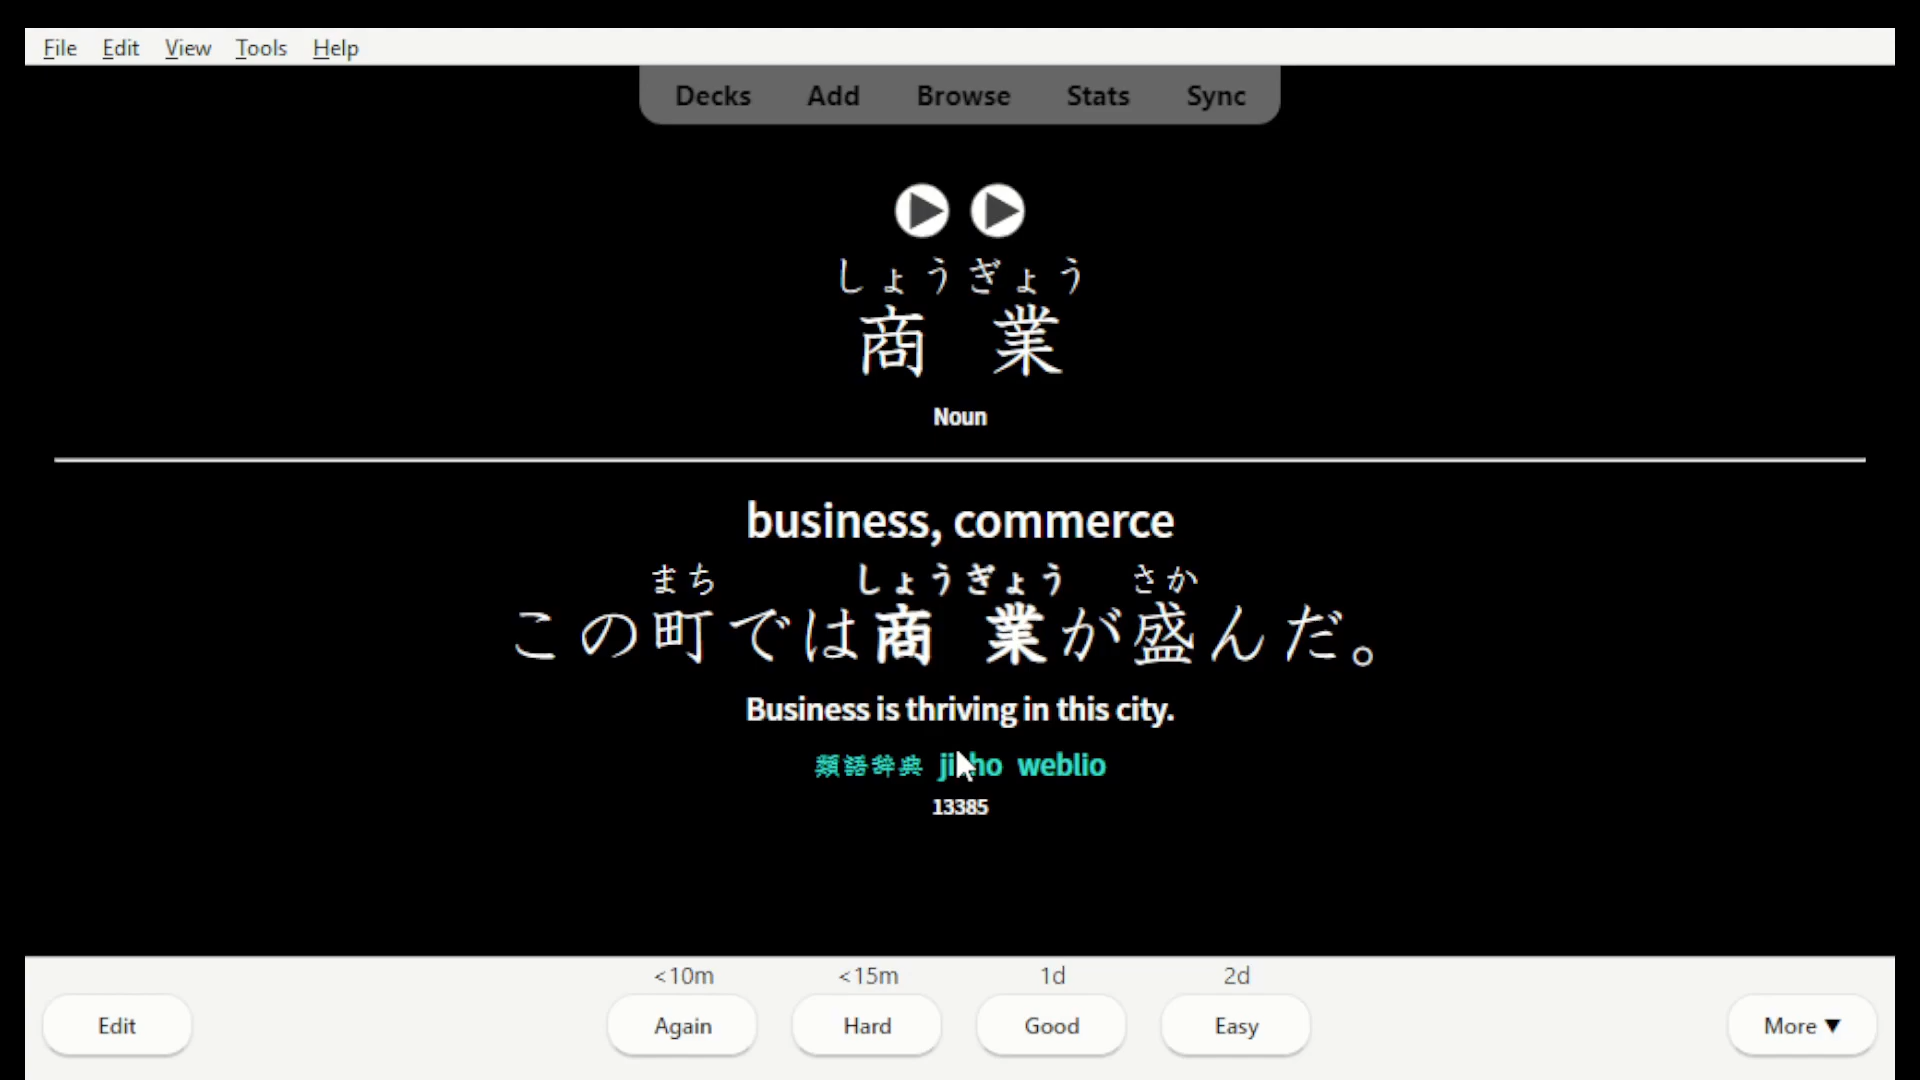 File Edit View Tools Help
Decks Add Browse Stats Sync
しょうぎょう
商業
Noun
business, commerce
まち しょうぎょう さか
この町では商業が盛んだ。
Business is thriving in this city.
類語辞典 jisho weblio
13385
<10m <15m 1d 2d
Edit Again Hard Good Easy More ▼